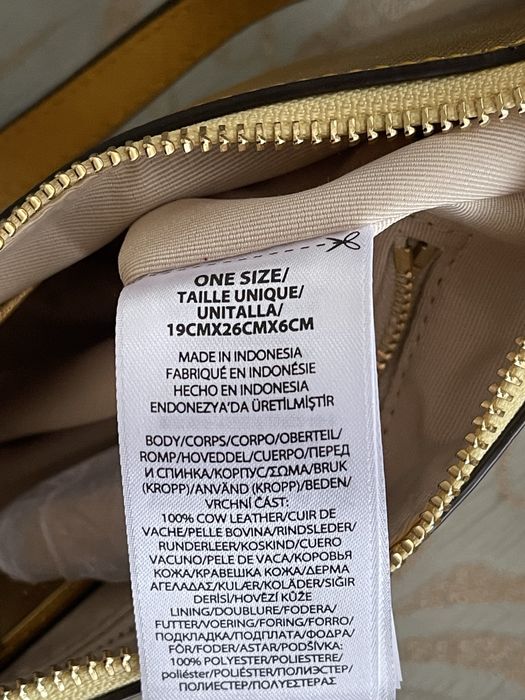 ONE SIZE/
TAILLE UNIQUE/
UNITALLA/
19CMX26CMX6CM
MADE IN INDONESIA
FABRIQUÉ EN INDONÉSIE
HECHO EN INDONESIA
ENDONEZYA'DA ÜRETİLMİŞTİR
BODY/CORPS/CORPO/OBERTEIL/
ROMP/HOVEDDEL/CUERPO/ПЕРЕД
И СПИНКА/КОРПУС/ΣΩΜΑ/BRUK
(KROPP)/ANVÄND (KROPP)/BEDEN/
VRCHNÍ ČÁST:
100% COW LEATHER/CUIR DE
VACHE/PELLE BOVINA/RINDSLEDER/
RUNDERLEER/KOSKIND/CUERO
VACUNO/PELE DE VACA/КОРОВЬЯ
КОЖА/КРАВЕШКА КОЖА/ΔΕΡΜΑ
ΑΓΕΛΑΔΑΣ/KULÆR/KOLÄDER/SIĞIR
DERİSİ/HOVĚZÍ KŮŽE
LINING/DOUBLURE/FODERA/
FUTTER/VOERING/FORING/FORRO/
ПОДКЛАДКА/ПОДПЛАТА/ΦΟΔΡΑ/
FÔR/FODER/ASTAR/PODŠÍVKA:
100% POLYESTER/POLIESTERE/
poliéster/POLIESTER/poliéster/
ПОЛИЭСТЕР/ПОЛИЕСТЕР